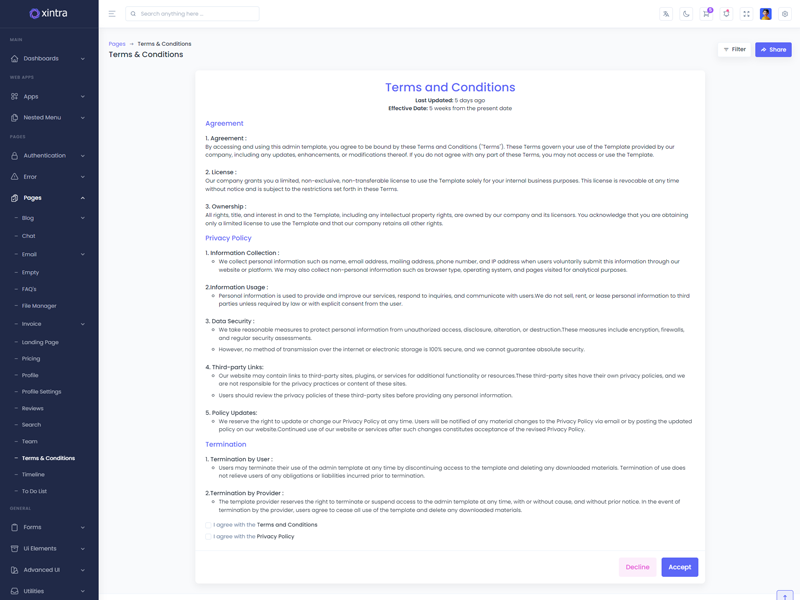 xintra
Search anything here ...
5
MAIN
Dashboards
WEB APPS
Apps
Nested Menu
PAGES
Authentication
Error
Pages
Blog
Chat
Email
Empty
FAQ's
File Manager
Invoice
Landing Page
Pricing
Profile
Profile Settings
Reviews
Search
Team
Terms & Conditions
Timeline
To Do List
GENERAL
Forms
Ui Elements
Advanced Ui
Utilities
Pages → Terms & Conditions
Terms & Conditions
Filter
Share
Terms and Conditions
Last Updated: 5 days ago
Effective Date: 5 weeks from the present date
Agreement
1. Agreement :
By accessing and using this admin template, you agree to be bound by these Terms and Conditions ("Terms"). These Terms govern your use of the Template provided by our
company, including any updates, enhancements, or modifications thereof. If you do not agree with any part of these Terms, you may not access or use the Template.
2. License :
Our company grants you a limited, non-exclusive, non-transferable license to use the Template solely for your internal business purposes. This license is revocable at any time
without notice and is subject to the restrictions set forth in these Terms.
3. Ownership :
All rights, title, and interest in and to the Template, including any intellectual property rights, are owned by our company and its licensors. You acknowledge that you are obtaining
only a limited license to use the Template and that our company retains all other rights.
Privacy Policy
1. Information Collection :
We collect personal information such as name, email address, mailing address, phone number, and IP address when users voluntarily submit this information through our
website or platform. We may also collect non-personal information such as browser type, operating system, and pages visited for analytical purposes.
2.Information Usage :
Personal information is used to provide and improve our services, respond to inquiries, and communicate with users.We do not sell, rent, or lease personal information to third
parties unless required by law or with explicit consent from the user.
3. Data Security :
We take reasonable measures to protect personal information from unauthorized access, disclosure, alteration, or destruction.These measures include encryption, firewalls,
and regular security assessments.
However, no method of transmission over the internet or electronic storage is 100% secure, and we cannot guarantee absolute security.
4. Third-party Links:
Our website may contain links to third-party sites, plugins, or services for additional functionality or resources.These third-party sites have their own privacy policies, and we
are not responsible for the privacy practices or content of these sites.
Users should review the privacy policies of these third-party sites before providing any personal information.
5. Policy Updates:
We reserve the right to update or change our Privacy Policy at any time. Users will be notified of any material changes to the Privacy Policy via email or by posting the updated
policy on our website.Continued use of our website or services after such changes constitutes acceptance of the revised Privacy Policy.
Termination
1. Termination by User :
Users may terminate their use of the admin template at any time by discontinuing access to the template and deleting any downloaded materials. Termination of use does
not relieve users of any obligations or liabilities incurred prior to termination.
2.Termination by Provider :
The template provider reserves the right to terminate or suspend access to the admin template at any time, with or without cause, and without prior notice. In the event of
termination by the provider, users agree to cease all use of the template and delete any downloaded materials.
I agree with the Terms and Conditions
I agree with the Privacy Policy
Decline
Accept